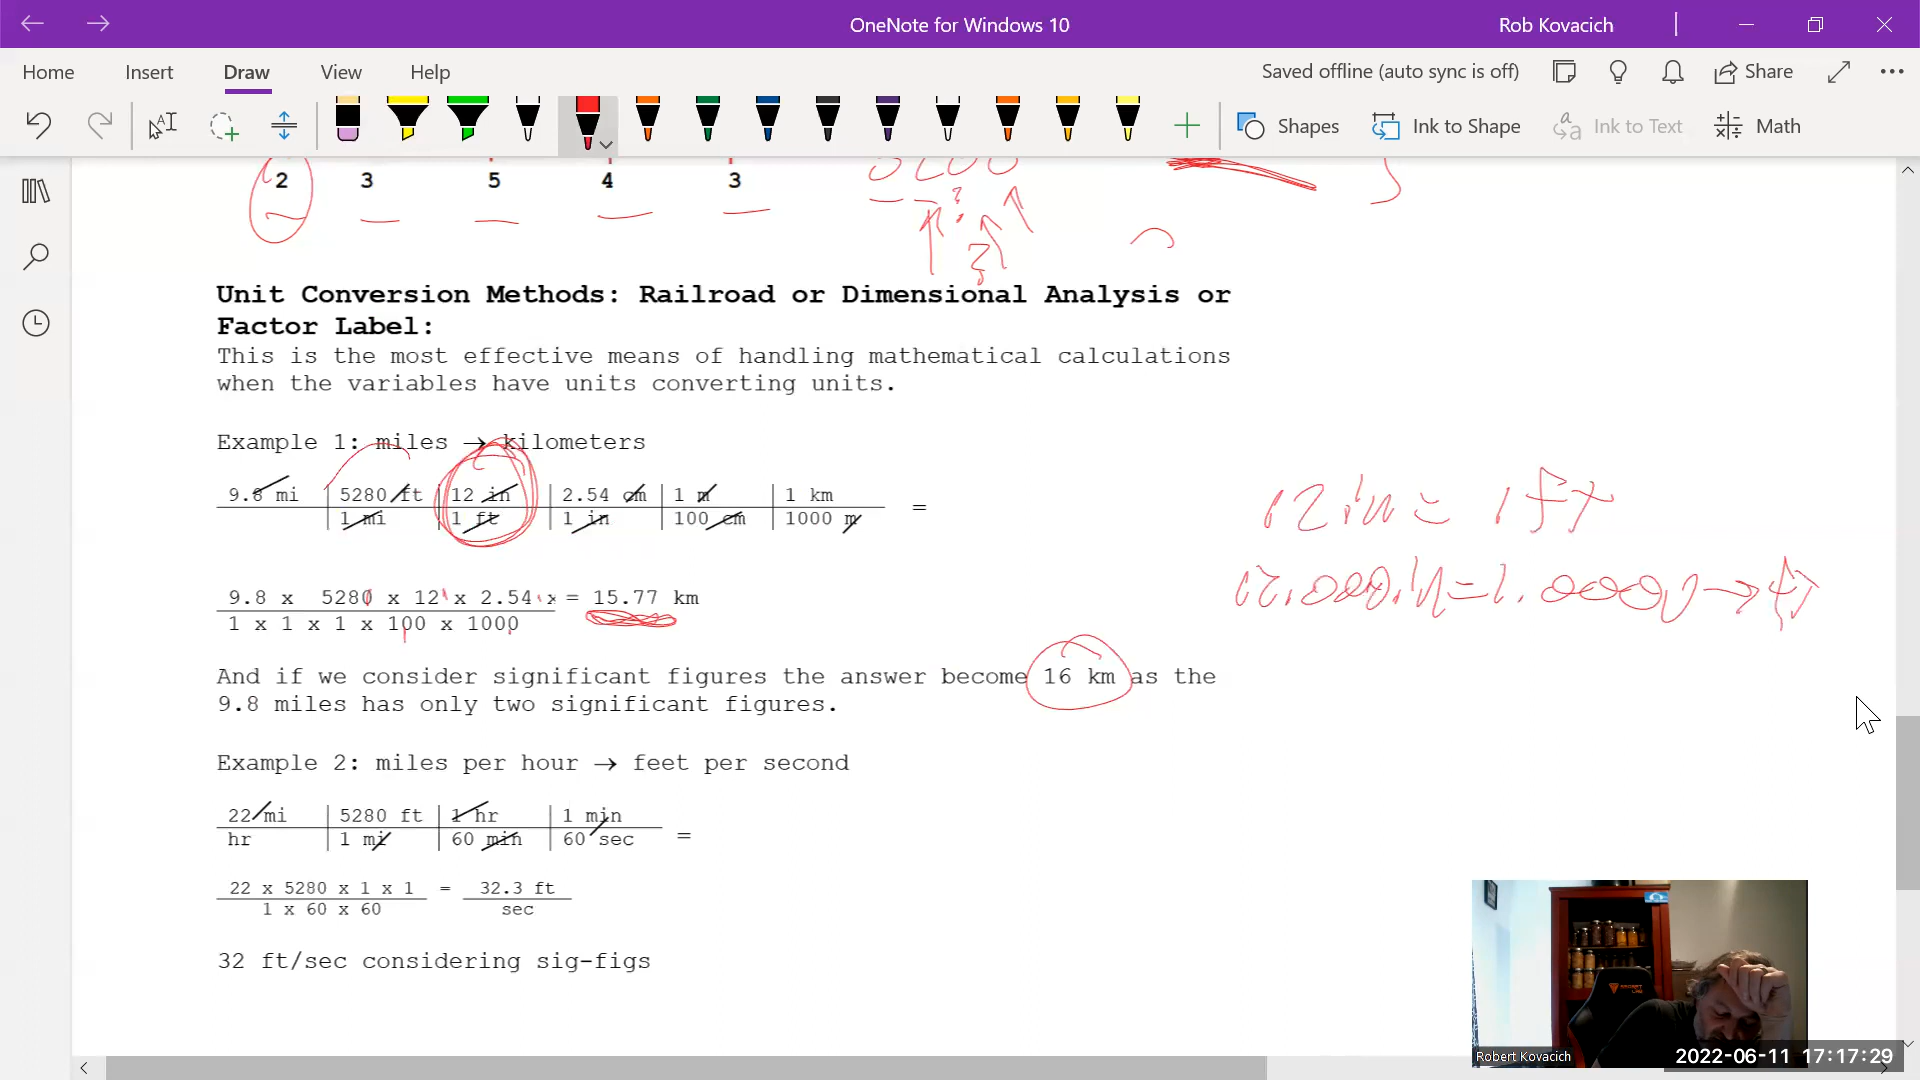 OneNote for Windows 10
Rob Kovacich
Home Insert Draw View Help
Saved offline (auto sync is off) Share
Shapes Ink to Shape Ink to Text Math
2 3 5 4 3
Unit Conversion Methods: Railroad or Dimensional Analysis or
Factor Label:
This is the most effective means of handling mathematical calculations
when the variables have units converting units.
Example 1: miles → kilometers
9.8 mi | 5280 ft | 12 in | 2.54 cm | 1 m | 1 km
1 mi | 1 ft | 1 in | 100 cm | 1000 m =
12 in = 1 ft
9.8 x 5280 x 12 x 2.54 x = 15.77 km
1 x 1 x 1 x 100 x 1000
And if we consider significant figures the answer become 16 km as the
9.8 miles has only two significant figures.
Example 2: miles per hour → feet per second
22 mi | 5280 ft | 1 hr | 1 min
hr | 1 mi | 60 min | 60 sec =
22 x 5280 x 1 x 1 = 32.3 ft
1 x 60 x 60 sec
32 ft/sec considering sig-figs
Robert Kovacich
2022-06-11 17:17:29